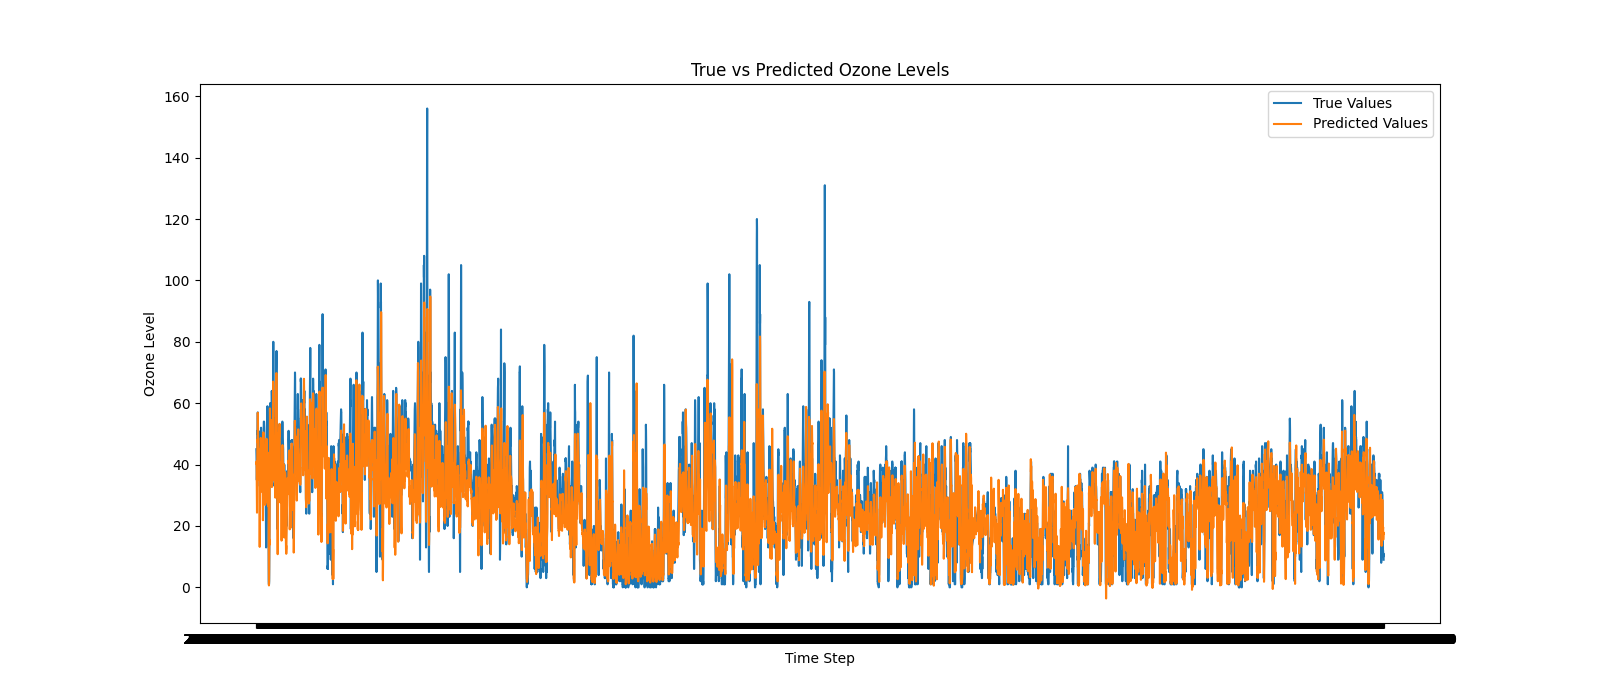 True vs Predicted Ozone Levels
True Values
Predicted Values
160
140
120
100
80
60
40
20
0
Ozone Level
Time Step